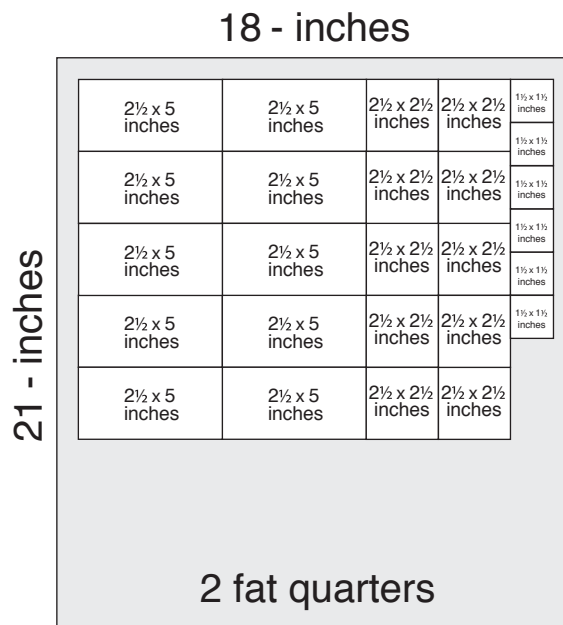 18 - inches
2½ x 5
inches
2½ x 5
inches
2½ x 2½
inches
2½ x 2½
inches
1½ x 1½
inches
1½ x 1½
inches
2½ x 5
inches
2½ x 5
inches
2½ x 2½
inches
2½ x 2½
inches
1½ x 1½
inches
2½ x 5
inches
2½ x 5
inches
2½ x 2½
inches
2½ x 2½
inches
1½ x 1½
inches
1½ x 1½
inches
2½ x 5
inches
2½ x 5
inches
2½ x 2½
inches
2½ x 2½
inches
1½ x 1½
inches
2½ x 5
inches
2½ x 5
inches
2½ x 2½
inches
2½ x 2½
inches
21 - inches
2 fat quarters